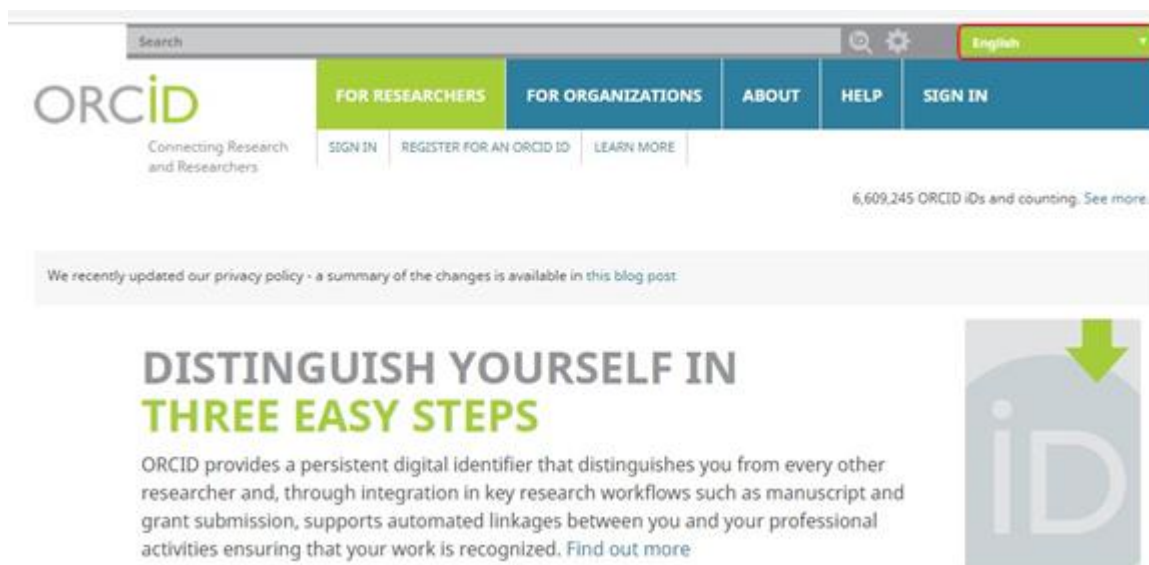 Search
English
ORCiD
FOR RESEARCHERS
FOR ORGANIZATIONS
ABOUT
HELP
SIGN IN
Connecting Research
and Researchers
SIGN IN
REGISTER FOR AN ORCID ID
LEARN MORE
6,609,245 ORCID iDs and counting. See more.
We recently updated our privacy policy - a summary of the changes is available in this blog post
DISTINGUISH YOURSELF IN
THREE EASY STEPS
ORCID provides a persistent digital identifier that distinguishes you from every other
researcher and, through integration in key research workflows such as manuscript and
grant submission, supports automated linkages between you and your professional
activities ensuring that your work is recognized. Find out more
iD